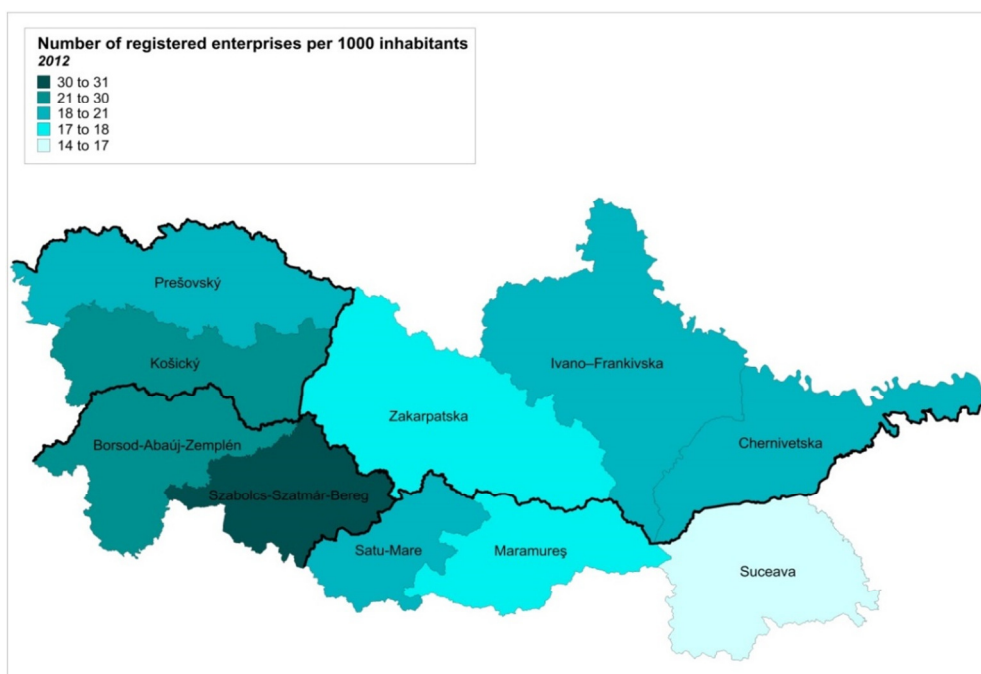 Number of registered enterprises per 1000 inhabitants
2012
30 to 31
21 to 30
18 to 21
17 to 18
14 to 17
Prešovský
Košický
Ivano–Frankivska
Zakarpatska
Borsod-Abaúj-Zemplén
Chernivetska
Szabolcs-Szatmár-Bereg
Satu-Mare
Maramureş
Suceava